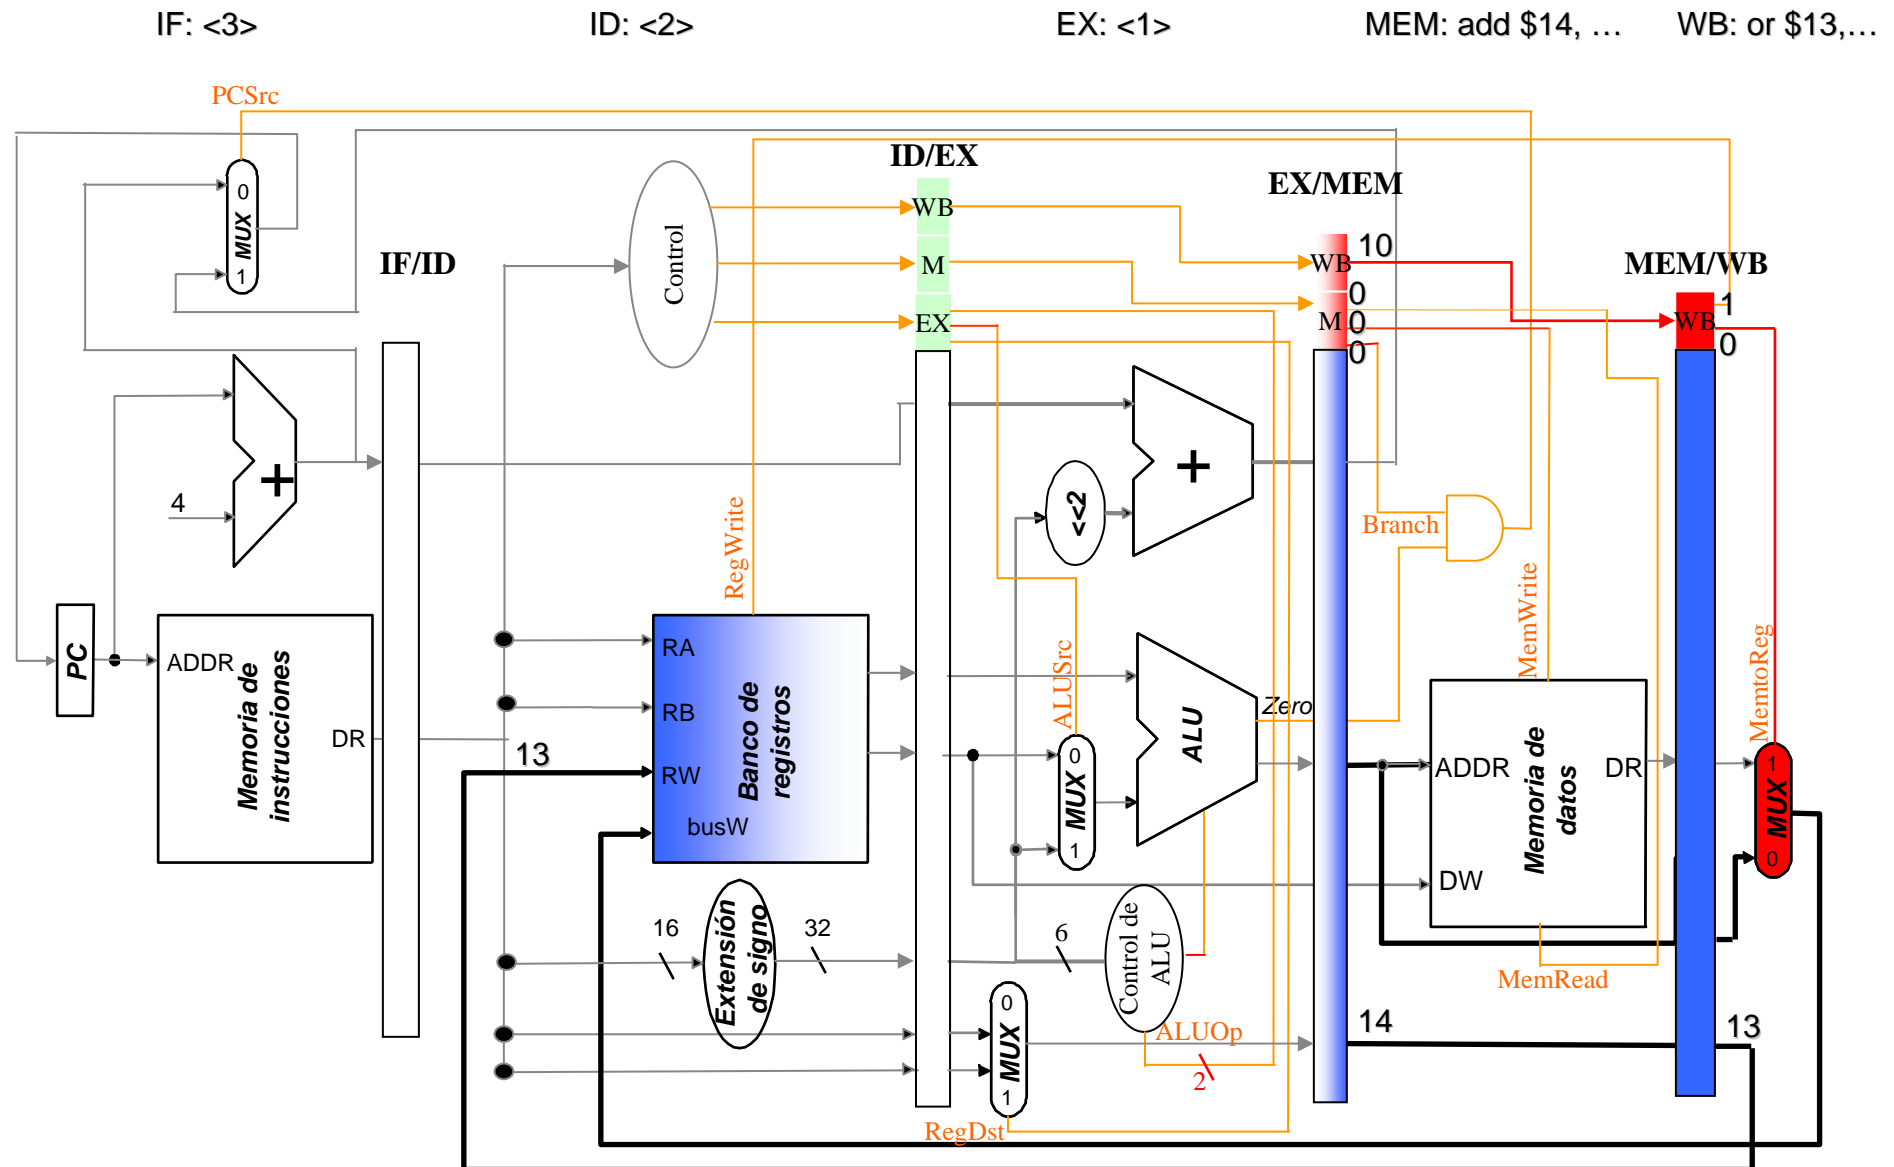 IF: <3>
ID: <2>
EX: <1>
MEM: add $14, …
WB: or $13,…
PCSrc
ID/EX
EX/MEM
IF/ID
MEM/WB
0
MUX
1
Control
WB
M
EX
WB
10
M
0
0
0
WB
1
0
4
+
+
<<2
RegWrite
Branch
MemWrite
MemtoReg
PC
ADDR
Memoria de
instrucciones
DR
RA
RB
13
RW
busW
Banco de
registros
ALUSrc
0
MUX
1
ALU
Zero
ADDR
DR
DW
Memoria de
datos
1
MUX
0
16
Extensión
de signo
32
6
Control de
ALU
MemRead
0
MUX
1
ALUOp
2
14
13
RegDst